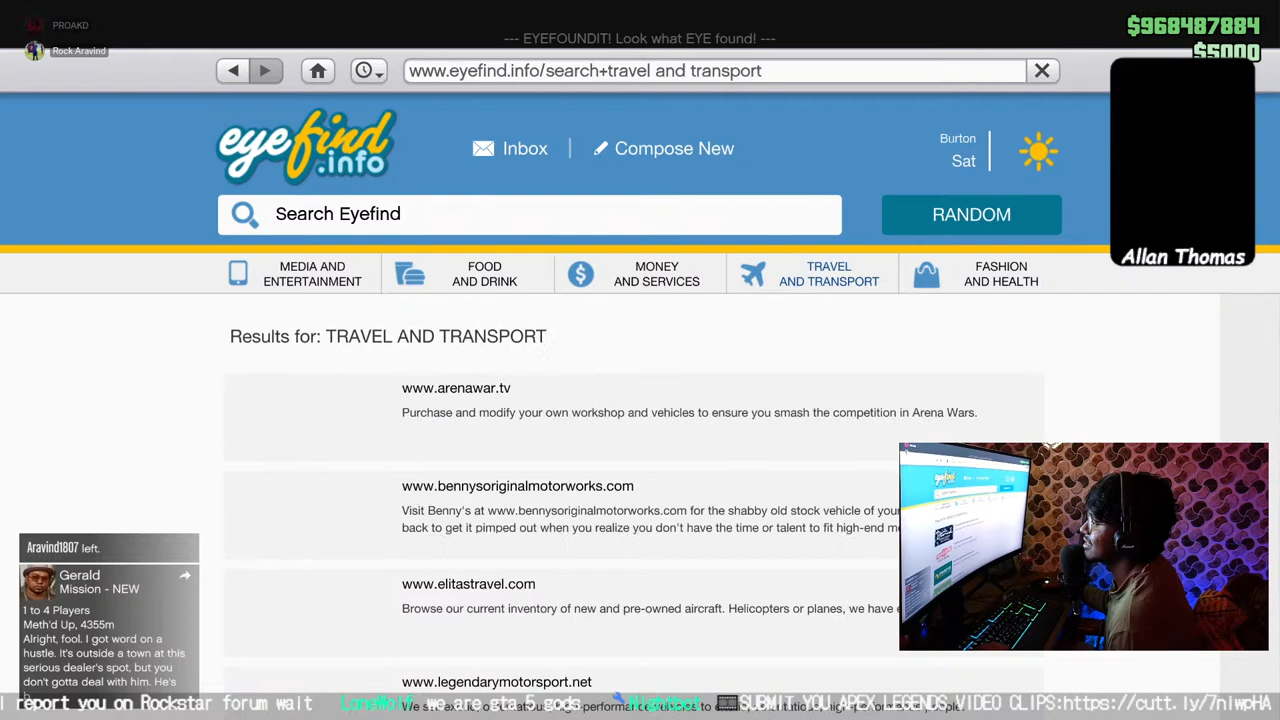 PROAKD
Rock Aravind
--- EYEFOUNDIT! Look what EYE found! ---
$968487884
$5000
www.eyefind.info/search+travel and transport
eyefind.info
Inbox
Compose New
Burton
Sat
Search Eyefind
RANDOM
Allan Thomas
MEDIA AND ENTERTAINMENT
FOOD AND DRINK
MONEY AND SERVICES
TRAVEL AND TRANSPORT
FASHION AND HEALTH
Results for: TRAVEL AND TRANSPORT
www.arenawar.tv
Purchase and modify your own workshop and vehicles to ensure you smash the competition in Arena Wars.
www.bennysoriginalmotorworks.com
Visit Benny's at www.bennysoriginalmotorworks.com for the shabby old stock vehicle of your
back to get it pimped out when you realize you don't have the time or talent to fit high-end m
www.elitastravel.com
Browse our current inventory of new and pre-owned aircraft. Helicopters or planes, we have
www.legendarymotorsport.net
Aravind1807 left.
Gerald
Mission - NEW
1 to 4 Players
Meth'd Up, 4355m
Alright, fool. I got word on a
hustle. It's outside a town at this
serious dealer's spot, but you
don't gotta deal with him. He's
I report you on Rockstar forum wait LoneWolf we are gta 5 gods Nightbot SUBMIT YOU APEX LEGENDS VIDEO CLIPS:https://cutt.ly/7nIwpHA